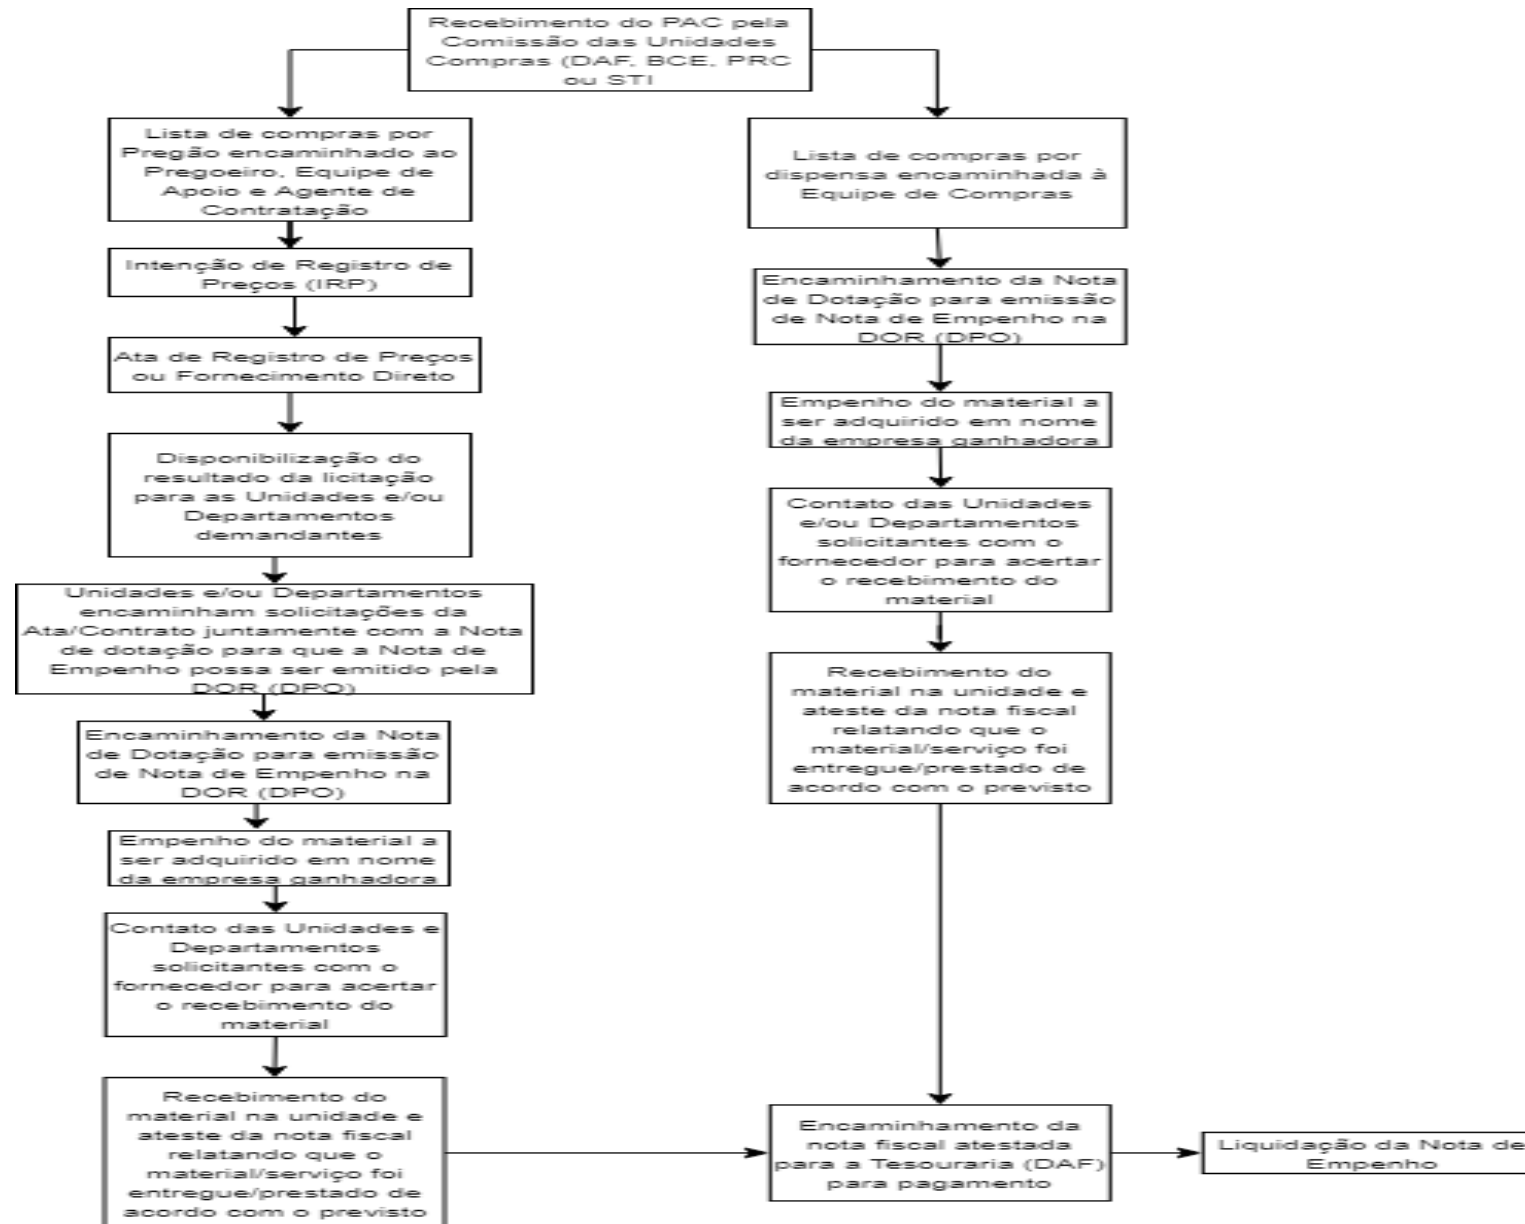 Recebimento do PAC pela
Comissão das Unidades
Compras (DAF, BCE, PRC
ou STI
Lista de compras por
Pregão encaminhado ao
Pregoeiro, Equipe de
Apoio e Agente de
Contratação
Intenção de Registro de
Preços (IRP)
Ata de Registro de Preços
ou Fornecimento Direto
Disponibilização do
resultado da licitação
para as Unidades e/ou
Departamentos
demandantes
Unidades e/ou Departamentos
encaminham solicitações da
Ata/Contrato juntamente com a Nota
de dotação para que a Nota de
Empenho possa ser emitido pela
DOR (DPO)
Encaminhamento da Nota
de Dotação para emissão
de Nota de Empenho na
DOR (DPO)
Empenho do material a
ser adquirido em nome
da empresa ganhadora
Contato das Unidades e
Departamentos
solicitantes com o
fornecedor para acertar
o recebimento do
material
Recebimento do
material na unidade e
ateste da nota fiscal
relatando que o
material/serviço foi
entregue/prestado de
acordo com o previsto
Lista de compras por
dispensa encaminhada à
Equipe de Compras
Encaminhamento da Nota
de Dotação para emissão
de Nota de Empenho na
DOR (DPO)
Empenho do material a
ser adquirido em nome
da empresa ganhadora
Contato das Unidades
e/ou Departamentos
solicitantes com o
fornecedor para acertar
o recebimento do
material
Recebimento do
material na unidade e
ateste da nota fiscal
relatando que o
material/serviço foi
entregue/prestado de
acordo com o previsto
Encaminhamento da
nota fiscal atestada
para a Tesouraria (DAF)
para pagamento
Liquidação da Nota de
Empenho